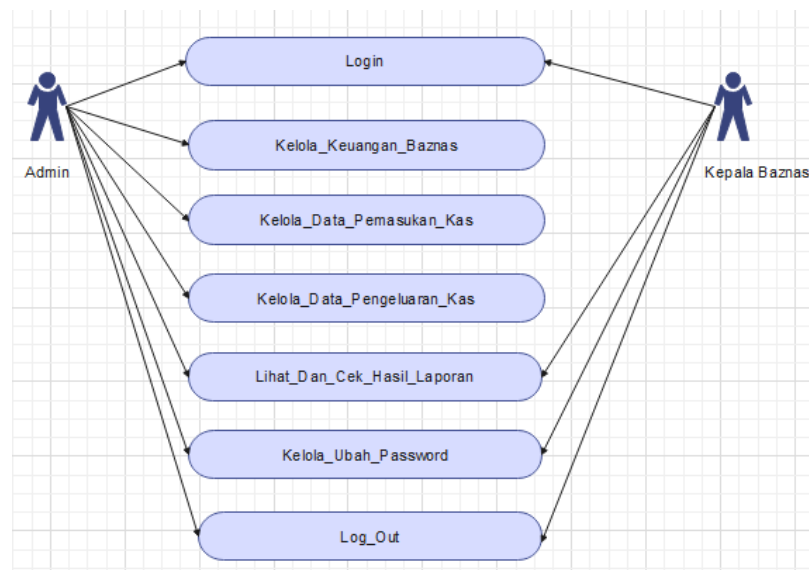 Login
Admin
Kepala Baznas
Kelola_Keuangan_Baznas
Kelola_Data_Pemasukan_Kas
Kelola_Data_Pengeluaran_Kas
Lihat_Dan_Cek_Hasil_Laporan
Kelola_Ubah_Password
Log_Out